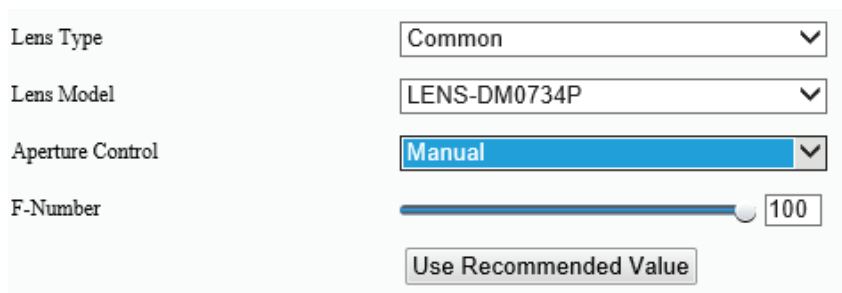 Lens Type Common
Lens Model LENS-DM0734P
Aperture Control Manual
F-Number 100
Use Recommended Value